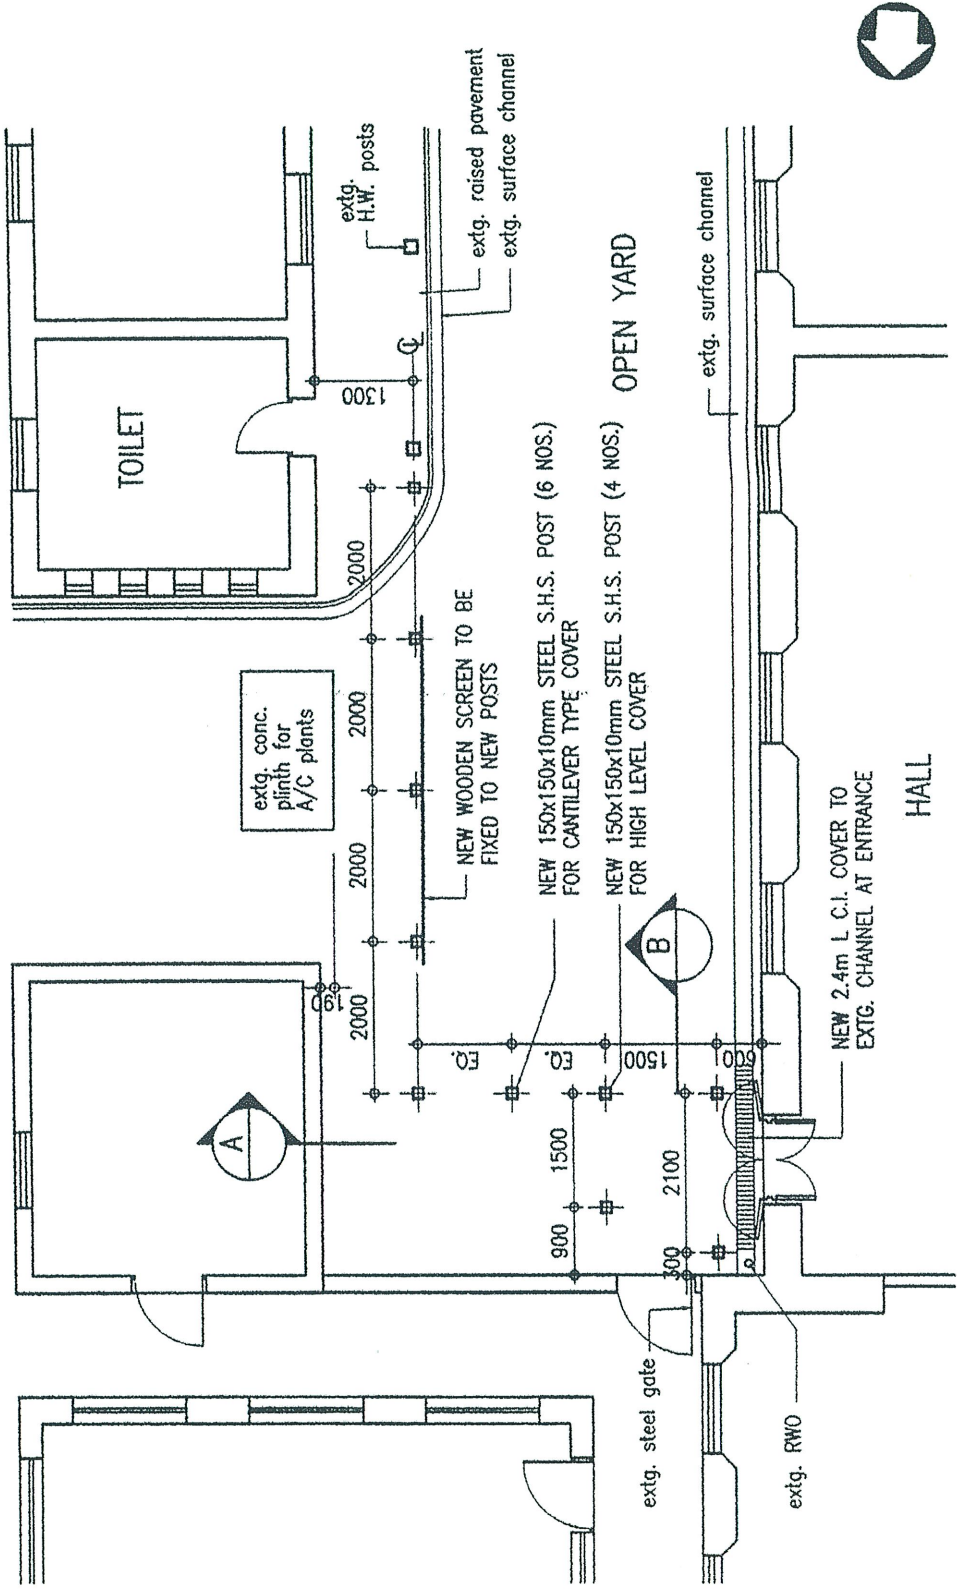 TOILET
extg.
H.W. posts
extg. raised pavement
extg. surface channel
OPEN YARD
extg. surface channel
1300
2000
2000
2000
2000
extg. conc.
plinth for
A/C plants
190
NEW WOODEN SCREEN TO BE
FIXED TO NEW POSTS
NEW 150x150x10mm STEEL S.H.S. POST (6 NOS.)
FOR CANTILEVER TYPE COVER
NEW 150x150x10mm STEEL S.H.S. POST (4 NOS.)
FOR HIGH LEVEL COVER
A
B
EQ.
EQ.
1500
600
1500
900
2100
300
HALL
NEW 2.4m L C.I. COVER TO
EXTG. CHANNEL AT ENTRANCE
extg. steel gate
extg. RWO